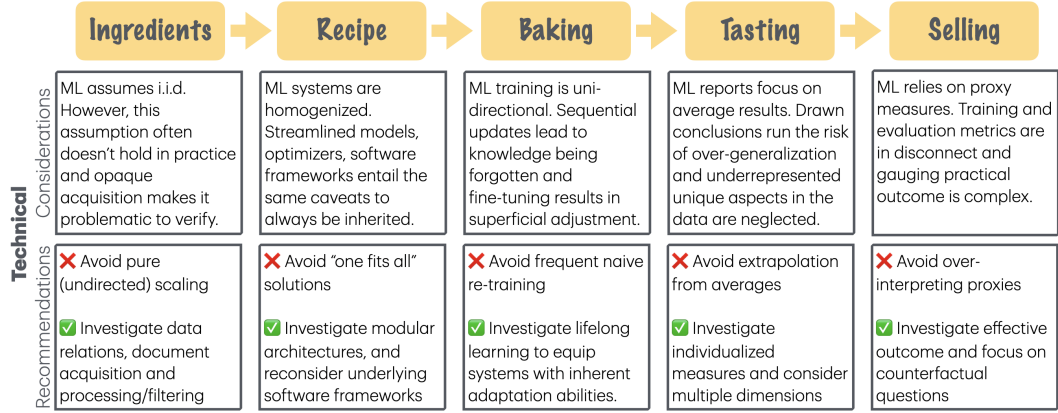 Ingredients
Recipe
Baking
Tasting
Selling
Technical
Considerations
ML assumes i.i.d.
However, this
assumption often
doesn't hold in practice
and opaque
acquisition makes it
problematic to verify.
ML systems are
homogenized.
Streamlined models,
optimizers, software
frameworks entail the
same caveats to
always be inherited.
ML training is uni-
directional. Sequential
updates lead to
knowledge being
forgotten and
fine-tuning results in
superficial adjustment.
ML reports focus on
average results. Drawn
conclusions run the risk
of over-generalization
and underrepresented
unique aspects in the
data are neglected.
ML relies on proxy
measures. Training and
evaluation metrics are
in disconnect and
gauging practical
outcome is complex.
Recommendations
❌ Avoid pure
(undirected) scaling
✅ Investigate data
relations, document
acquisition and
processing/filtering
❌ Avoid “one fits all”
solutions
✅ Investigate modular
architectures, and
reconsider underlying
software frameworks
❌ Avoid frequent naive
re-training
✅ Investigate lifelong
learning to equip
systems with inherent
adaptation abilities.
❌ Avoid extrapolation
from averages
✅ Investigate
individualized
measures and consider
multiple dimensions
❌ Avoid over-
interpreting proxies
✅ Investigate effective
outcome and focus on
counterfactual
questions